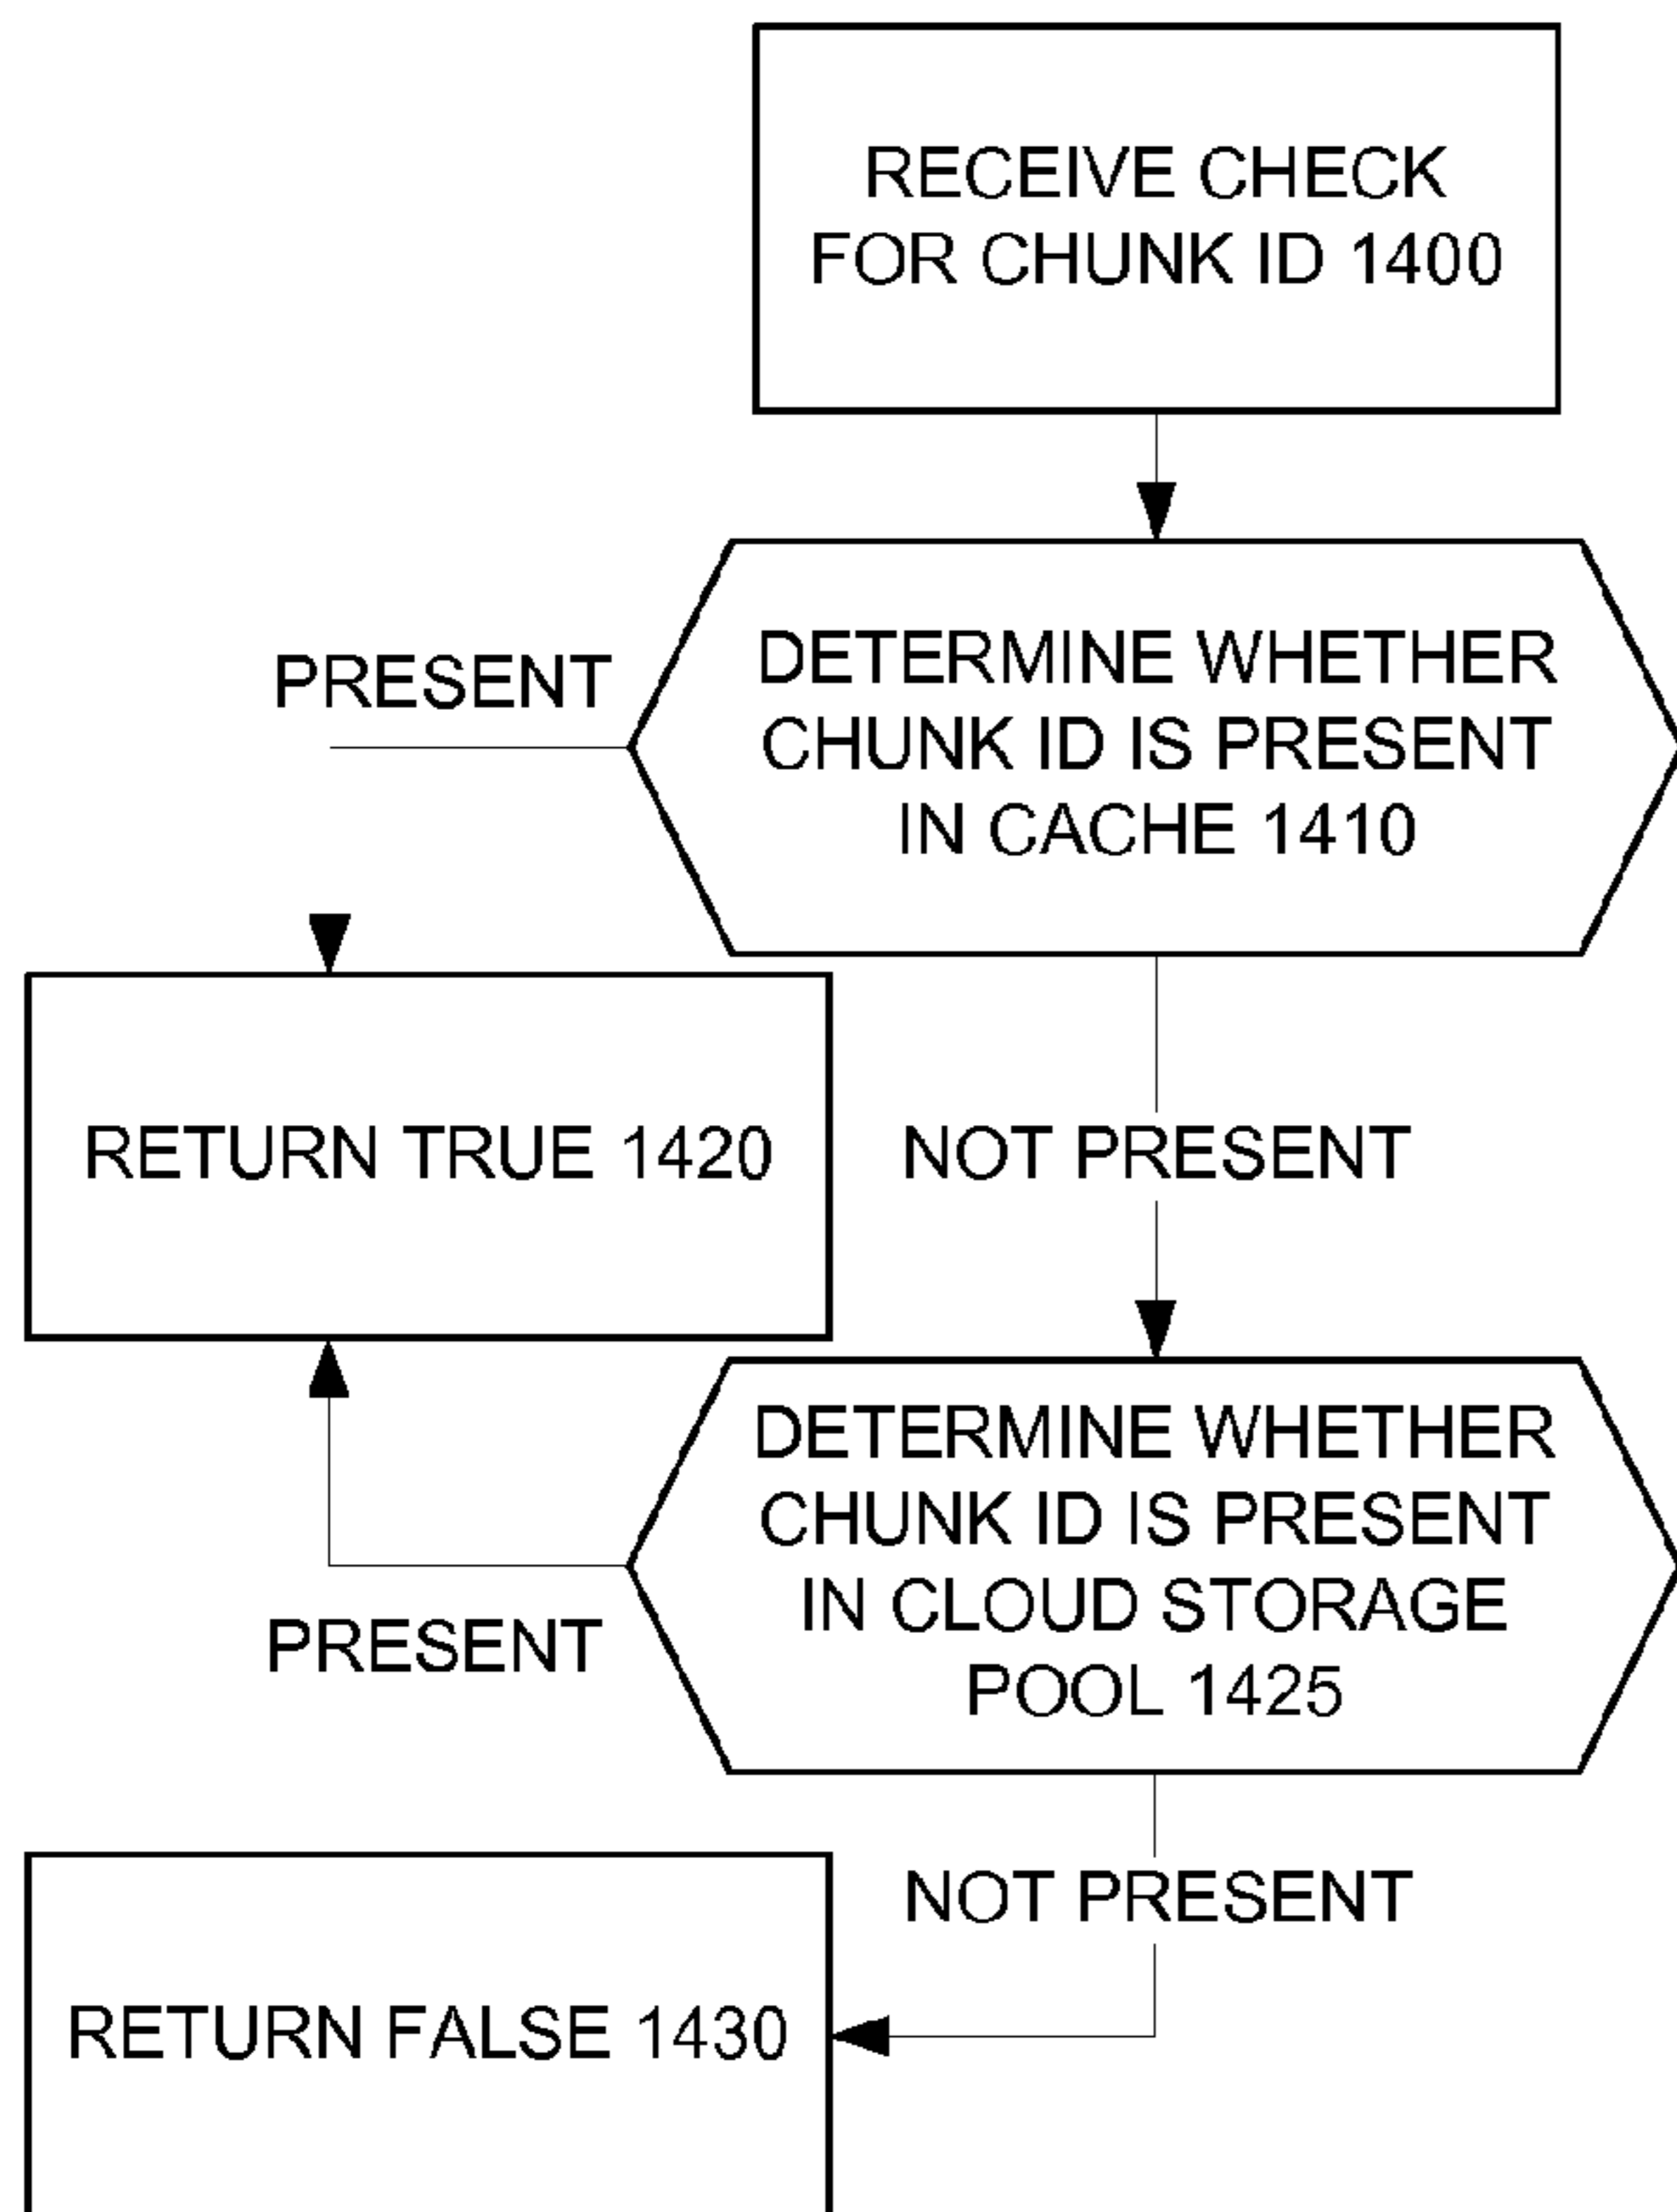 RECEIVE CHECK
FOR CHUNK ID 1400
PRESENT
DETERMINE WHETHER
CHUNK ID IS PRESENT
IN CACHE 1410
RETURN TRUE 1420
NOT PRESENT
DETERMINE WHETHER
CHUNK ID IS PRESENT
IN CLOUD STORAGE
POOL 1425
PRESENT
NOT PRESENT
RETURN FALSE 1430